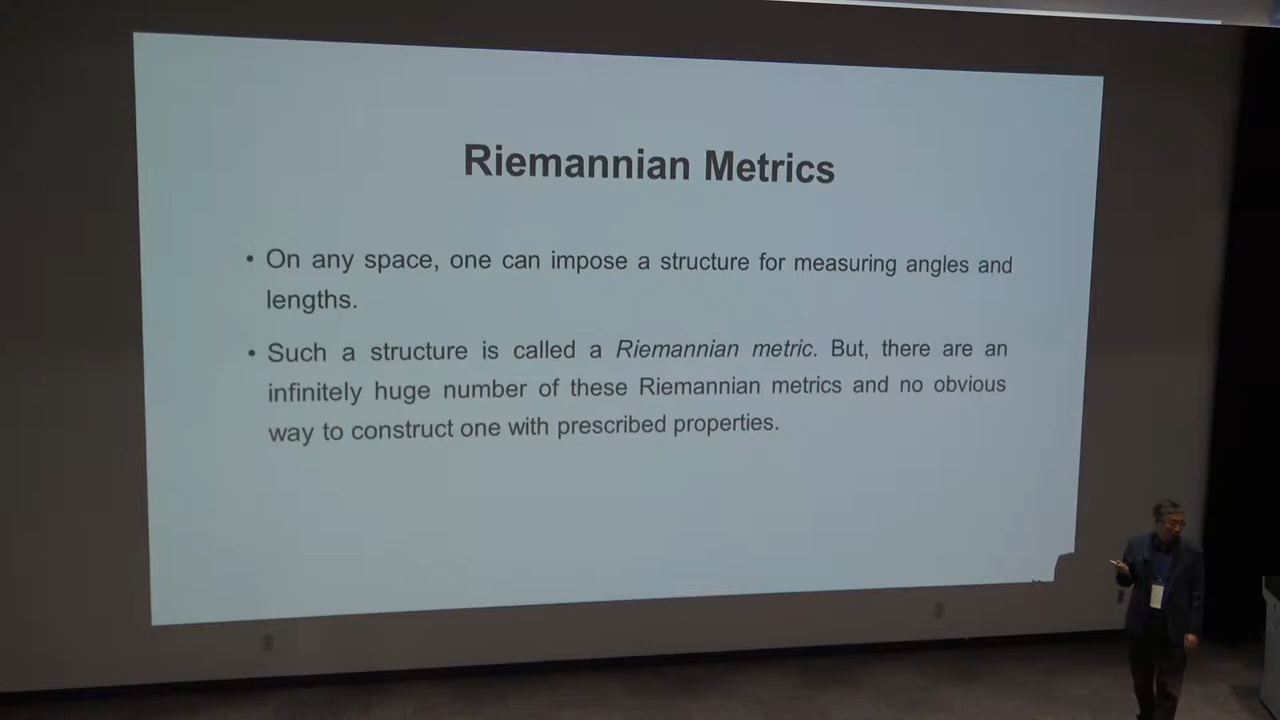 Riemannian Metrics
• On any space, one can impose a structure for measuring angles and
lengths.
• Such a structure is called a Riemannian metric. But, there are an
infinitely huge number of these Riemannian metrics and no obvious
way to construct one with prescribed properties.